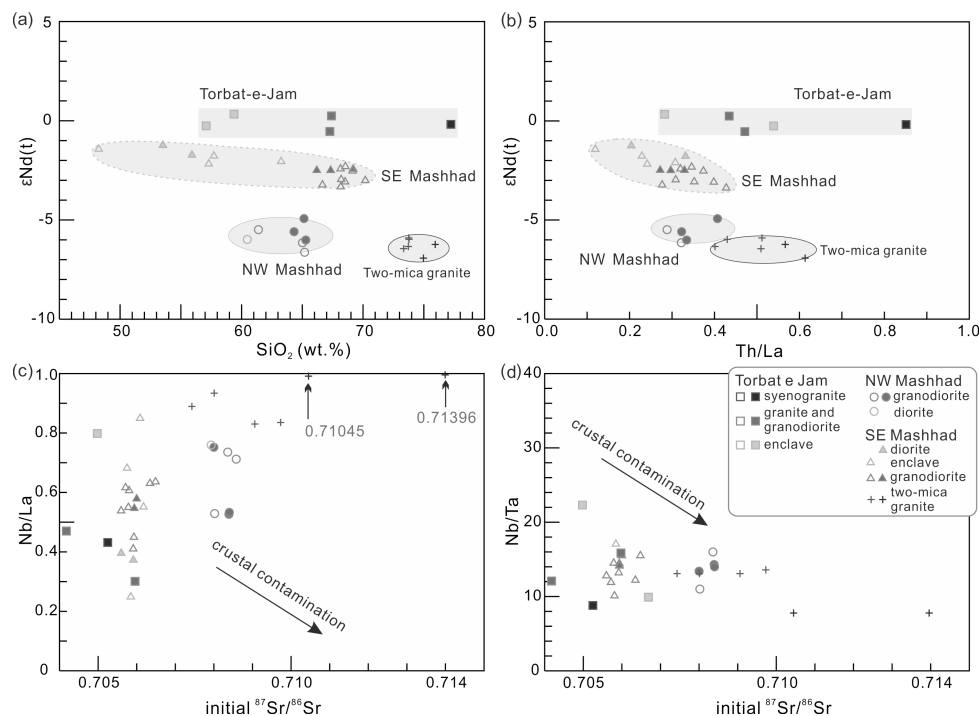 (a)
5
0
-5
-10
εNd(t)
Torbat-e-Jam
SE Mashhad
NW Mashhad
Two-mica granite
50
60
70
80
SiO₂ (wt.%)
(b)
5
0
-5
-10
εNd(t)
Torbat-e-Jam
SE Mashhad
NW Mashhad
Two-mica granite
0.0
0.2
0.4
0.6
0.8
1.0
Th/La
(c)
1.0
0.8
0.6
0.4
0.2
0
Nb/La
0.71045
0.71396
crustal contamination
0.705
0.710
0.714
initial ⁸⁷Sr/⁸⁶Sr
(d)
40
30
20
10
0
Nb/Ta
crustal contamination
0.705
0.710
0.714
initial ⁸⁷Sr/⁸⁶Sr
Torbat e Jam
syenogranite
granite and
granodiorite
enclave
NW Mashhad
granodiorite
diorite
SE Mashhad
diorite
enclave
granodiorite
two-mica
granite